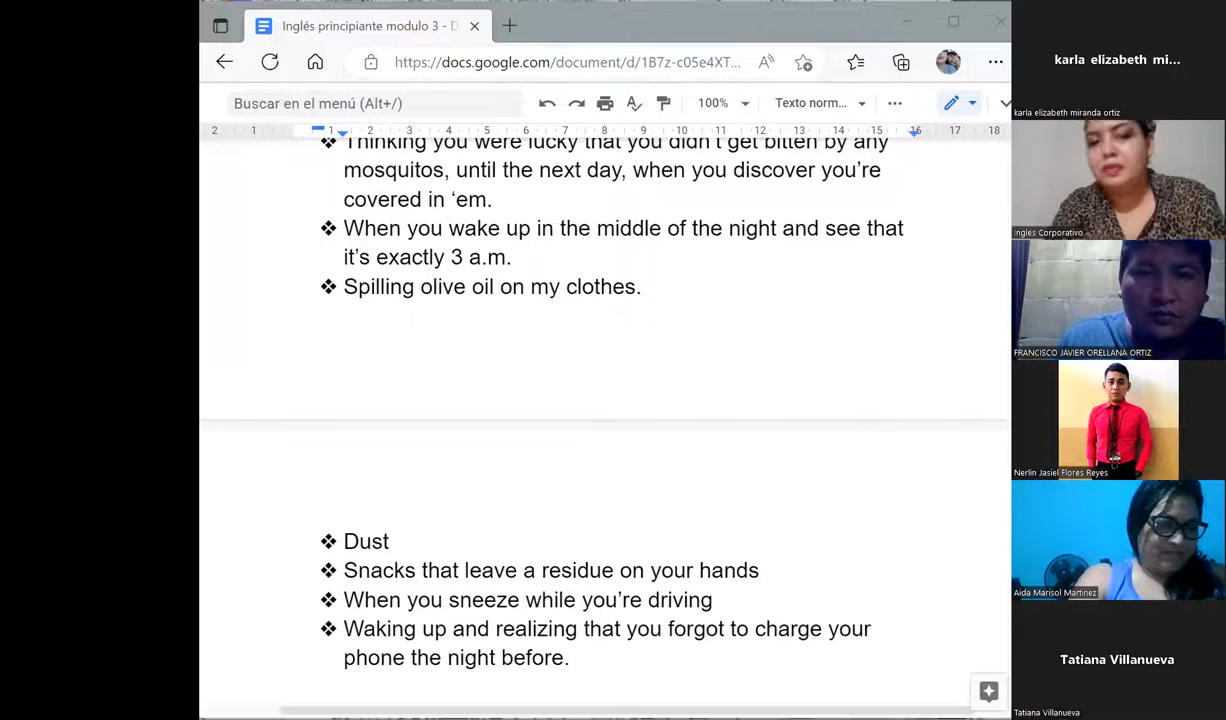 Inglés principiante modulo 3 - D
https://docs.google.com/document/d/1B7z-c05e4XT...
Buscar en el menú (Alt+/)
100%
Texto norm...
2 1 1 2 3 4 5 6 7 8 9 10 11 12 13 14 15 16 17 18
Thinking you were lucky that you didn't get bitten by any
mosquitos, until the next day, when you discover you're
covered in ‘em.
❖ When you wake up in the middle of the night and see that
it's exactly 3 a.m.
❖ Spilling olive oil on my clothes.
❖ Dust
❖ Snacks that leave a residue on your hands
❖ When you sneeze while you're driving
❖ Waking up and realizing that you forgot to charge your
phone the night before.
karla elizabeth mi...
karla elizabeth miranda ortiz
Ingles Corporativo
FRANCISCO JAVIER ORELLANA ORTIZ
Nerlin Jasiel Flores Reyes
Aida Marisol Martinez
Tatiana Villanueva
Tatiana Villanueva